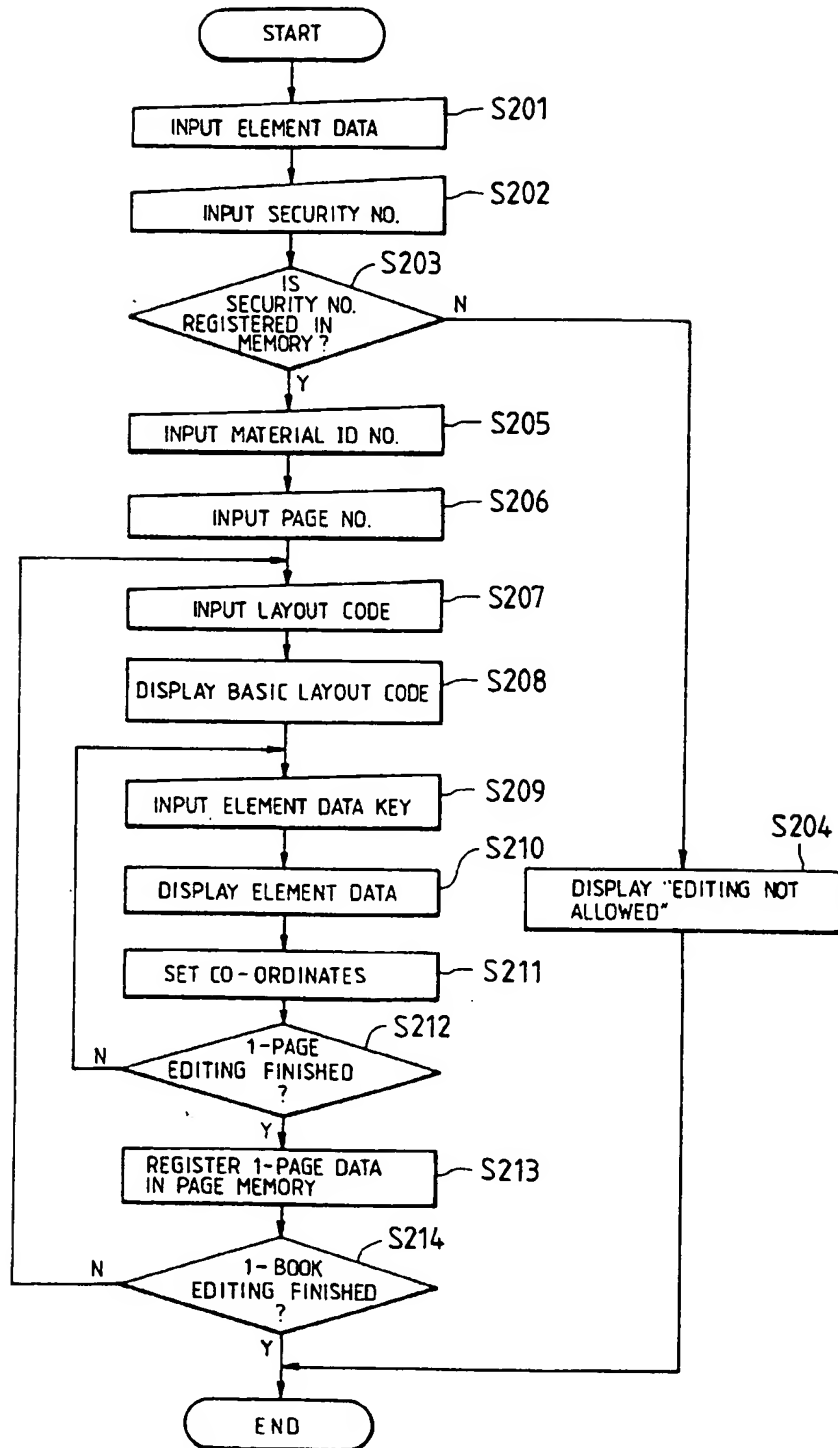 START
INPUT ELEMENT DATA
S201
INPUT SECURITY NO.
S202
S203
IS
SECURITY NO.
REGISTERED IN
MEMORY ?
N
Y
INPUT MATERIAL ID NO.
S205
INPUT PAGE NO.
S206
INPUT LAYOUT CODE
S207
DISPLAY BASIC LAYOUT CODE
S208
INPUT ELEMENT DATA KEY
S209
DISPLAY ELEMENT DATA
S210
S204
DISPLAY "EDITING NOT
ALLOWED"
SET CO-ORDINATES
S211
S212
1-PAGE
EDITING FINISHED
?
N
Y
REGISTER 1-PAGE DATA
IN PAGE MEMORY
S213
S214
1-BOOK
EDITING FINISHED
?
N
Y
END